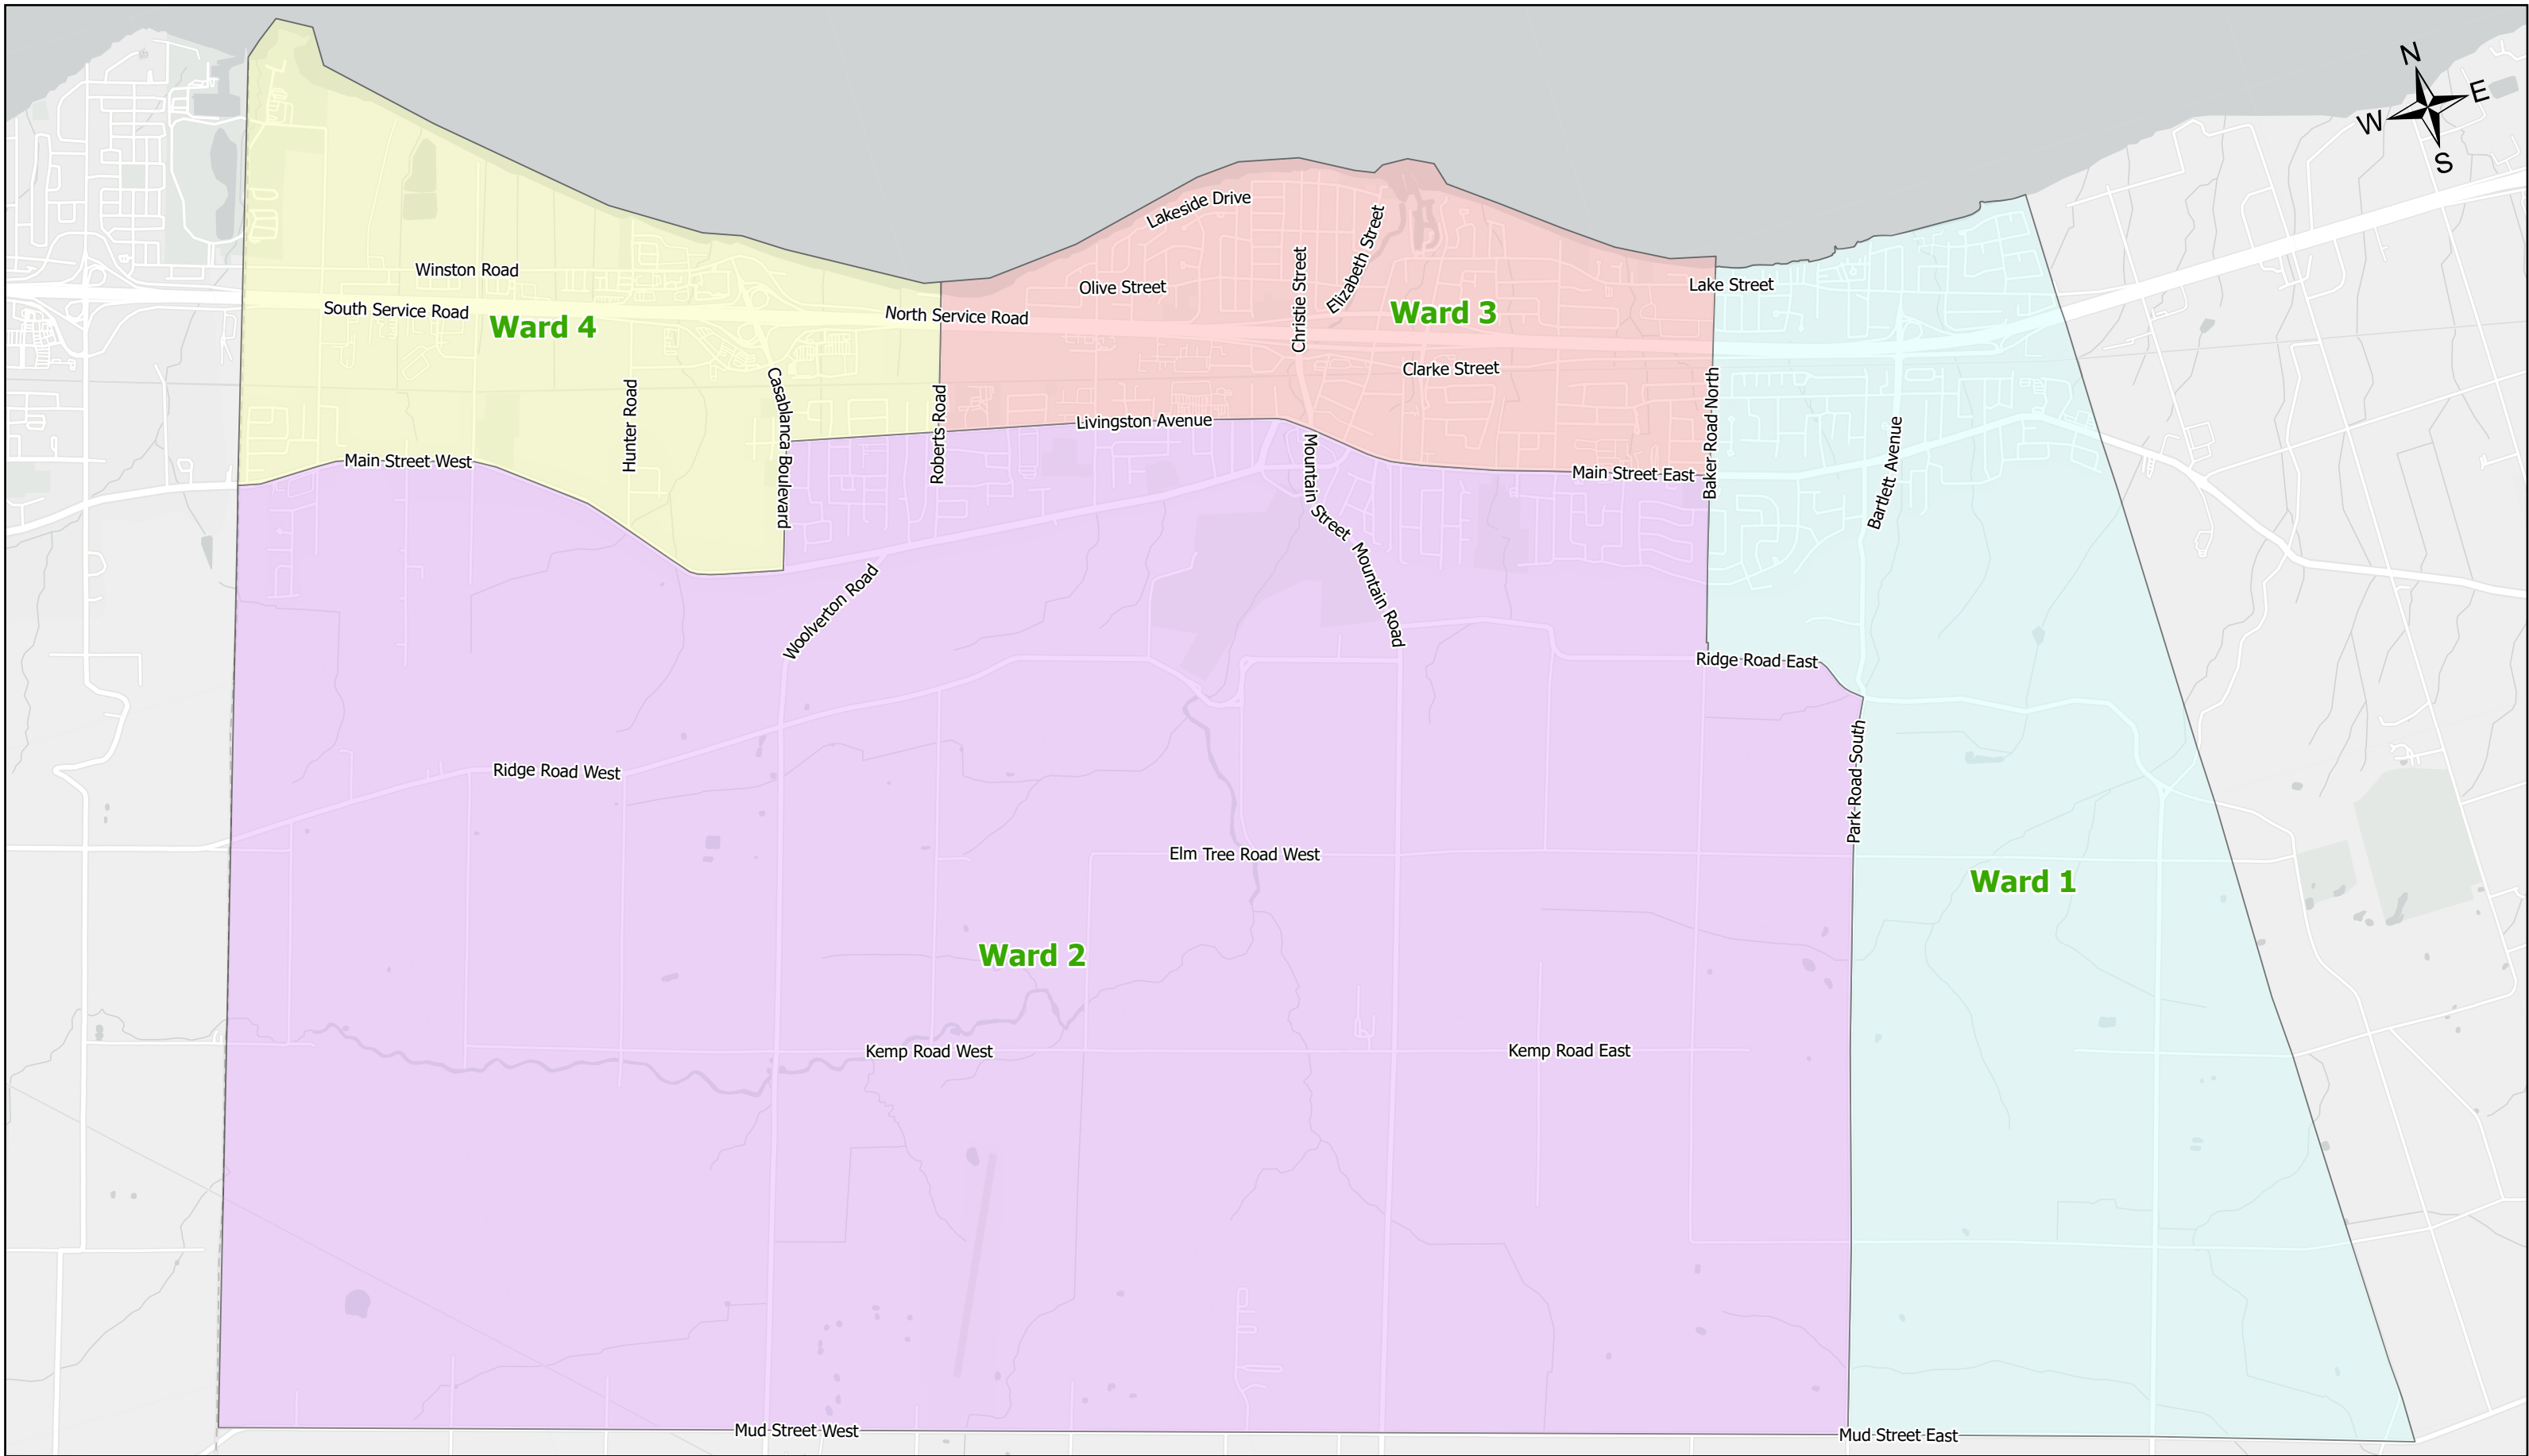 N
E
W
S
Lakeside Drive
Elizabeth Street
Christie Street
Winston Road
Olive Street
Lake Street
South Service Road
North Service Road
Ward 4
Ward 3
Clarke Street
Casablanca Boulevard
Hunter Road
Roberts Road
Livingston Avenue
Baker Road North
Bartlett Avenue
Main Street West
Main Street East
Mountain Street
Mountain Road
Woolverton Road
Ridge Road East
Ridge Road West
Park Road South
Elm Tree Road West
Ward 1
Ward 2
Kemp Road West
Kemp Road East
Mud Street West
Mud Street East